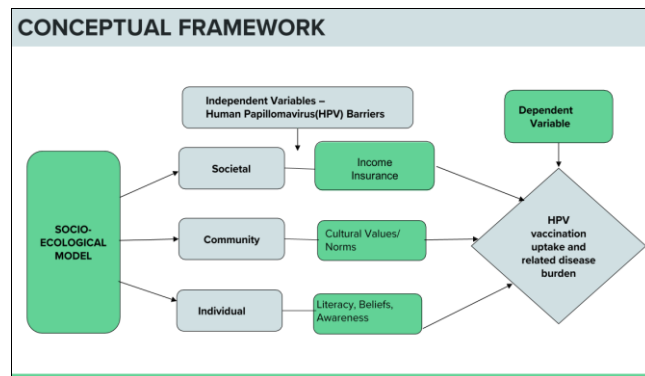 CONCEPTUAL FRAMEWORK
Independent Variables –
Human Papillomavirus(HPV) Barriers
Dependent
Variable
Societal
Income
Insurance
SOCIO-
ECOLOGICAL
MODEL
Community
Cultural Values/
Norms
HPV
vaccination
uptake and
related disease
burden
Individual
Literacy, Beliefs,
Awareness